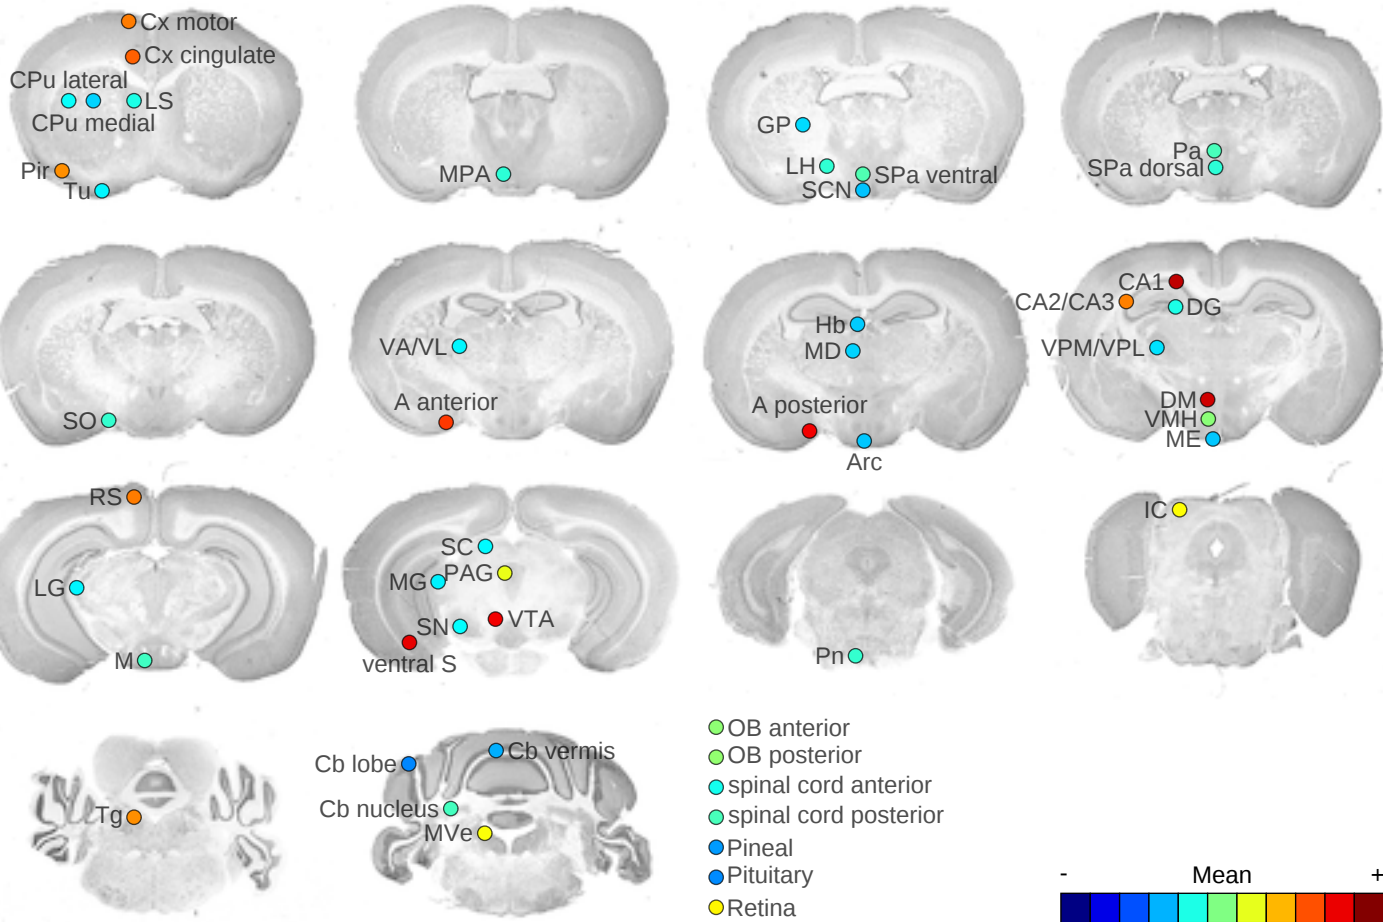 Cx motor
Cx cingulate
CPu lateral
LS
CPu medial
Pir
Tu
MPA
GP
LH
SPa ventral
SCN
Pa
SPa dorsal
SO
VA/VL
A anterior
Hb
MD
A posterior
Arc
CA1
CA2/CA3
DG
VPM/VPL
DM
VMH
ME
RS
LG
M
SC
PAG
MG
SN
VTA
ventral S
Pn
IC
Tg
Cb vermis
Cb lobe
Cb nucleus
MVe
OB anterior
OB posterior
spinal cord anterior
spinal cord posterior
Pineal
Pituitary
Retina
- Mean +